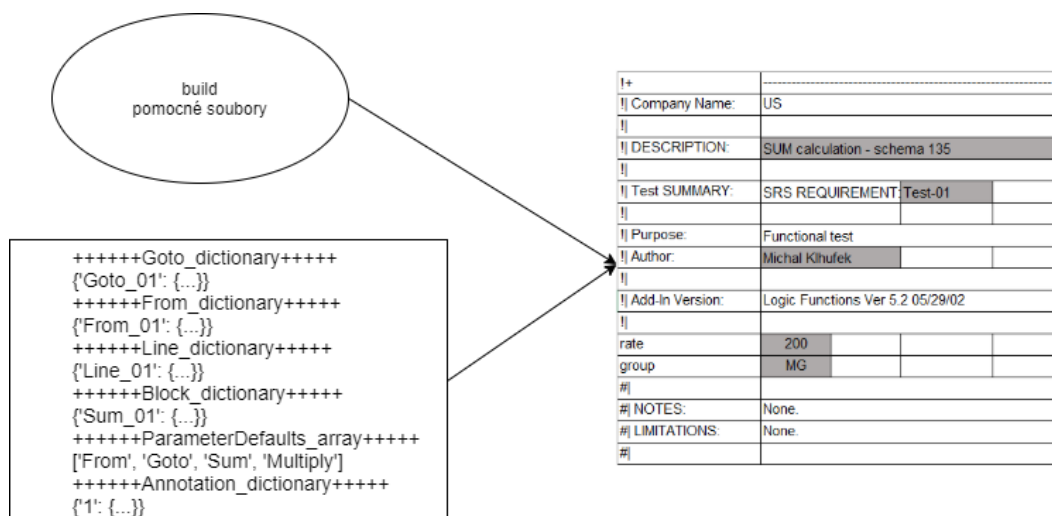 build
pomocné soubory
++++++Goto_dictionary+++++
{'Goto_01': {...}}
++++++From_dictionary+++++
{'From_01': {...}}
++++++Line_dictionary+++++
{'Line_01': {...}}
++++++Block_dictionary+++++
{'Sum_01': {...}}
++++++ParameterDefaults_array+++++
['From', 'Goto', 'Sum', 'Multiply']
++++++Annotation_dictionary+++++
{'1': {...}}
!+ --------------------------------------------------------------------------------
!| Company Name: US
!|
!| DESCRIPTION: SUM calculation - schema 135
!|
!| Test SUMMARY: SRS REQUIREMENT: Test-01
!|
!| Purpose: Functional test
!| Author: Michal Klhufek
!|
!| Add-In Version: Logic Functions Ver 5.2 05/29/02
!|
rate 200
group MG
#|
#| NOTES: None.
#| LIMITATIONS: None.
#|